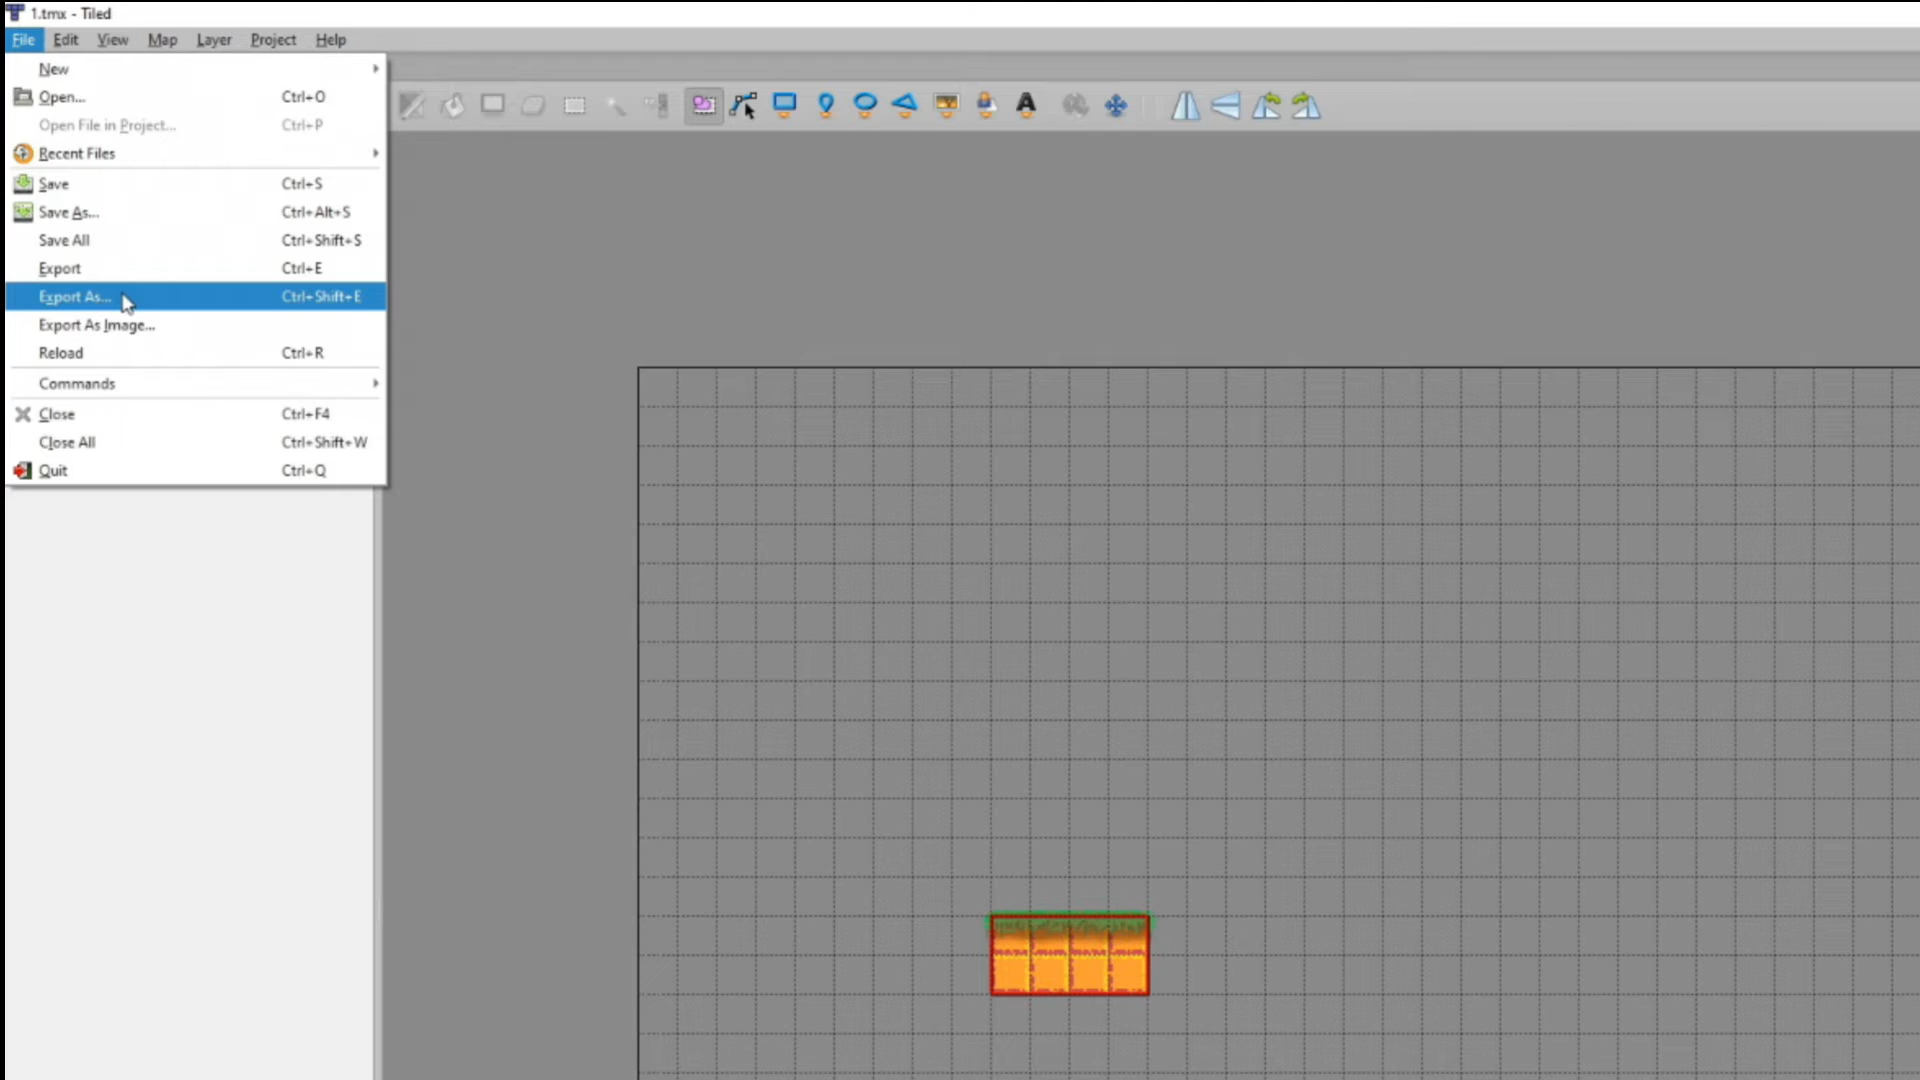 1.tmx - Tiled
File Edit View Map Layer Project Help
New
Open... Ctrl+O
Open File in Project... Ctrl+P
Recent Files
Save Ctrl+S
Save As... Ctrl+Alt+S
Save All Ctrl+Shift+S
Export Ctrl+E
Export As... Ctrl+Shift+E
Export As Image...
Reload Ctrl+R
Commands
Close Ctrl+F4
Close All Ctrl+Shift+W
Quit Ctrl+Q
A